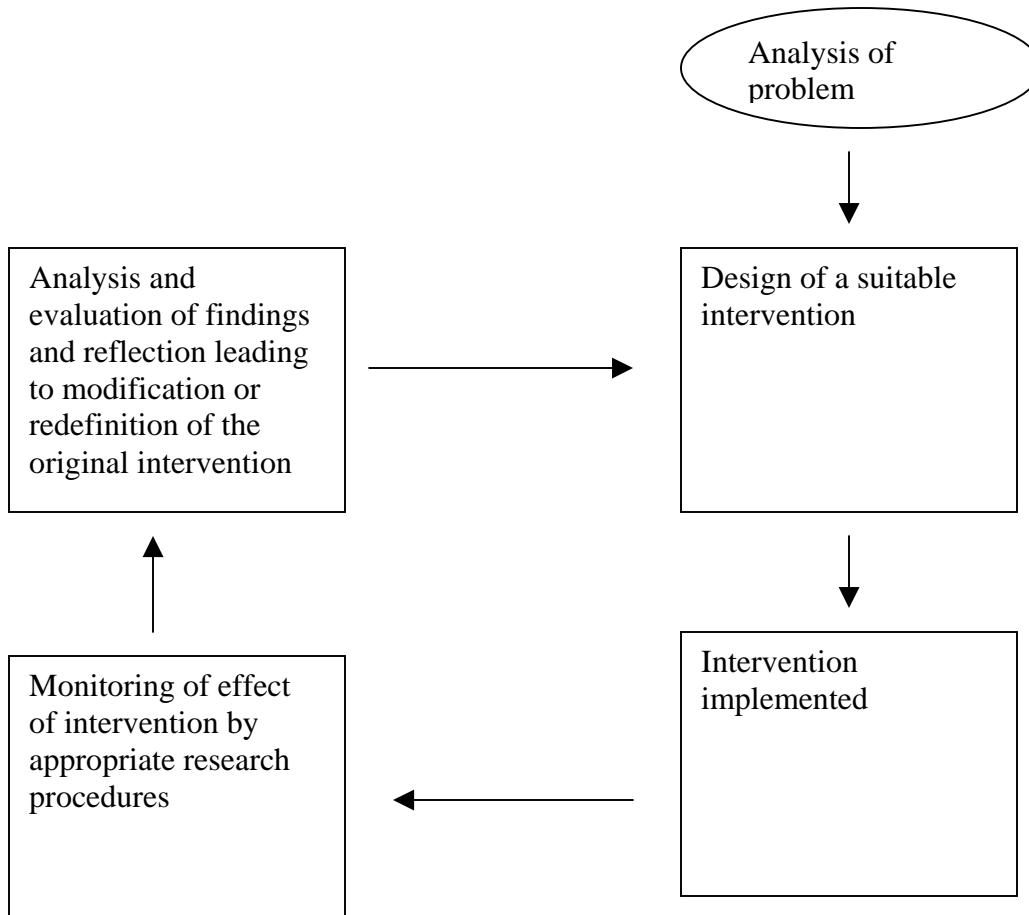 Analysis of
problem
Analysis and
evaluation of findings
and reflection leading
to modification or
redefinition of the
original intervention
Design of a suitable
intervention
Monitoring of effect
of intervention by
appropriate research
procedures
Intervention
implemented